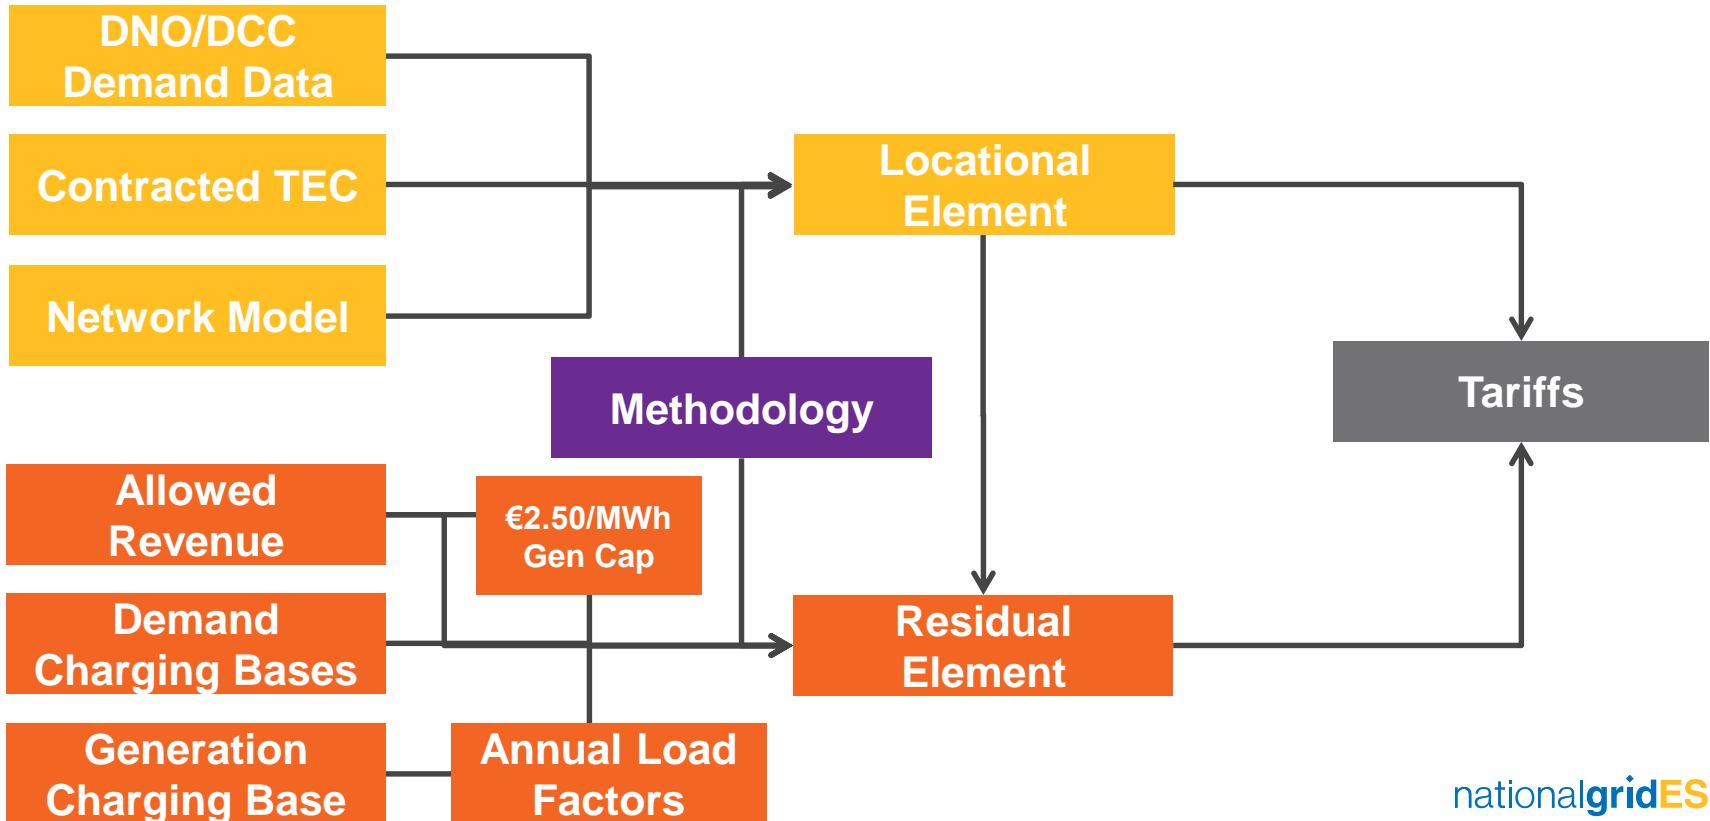 DNO/DCC
Demand Data
Contracted TEC
Network Model
Locational
Element
Methodology
Tariffs
Allowed
Revenue
€2.50/MWh
Gen Cap
Demand
Charging Bases
Residual
Element
Generation
Charging Base
Annual Load
Factors
nationalgridES